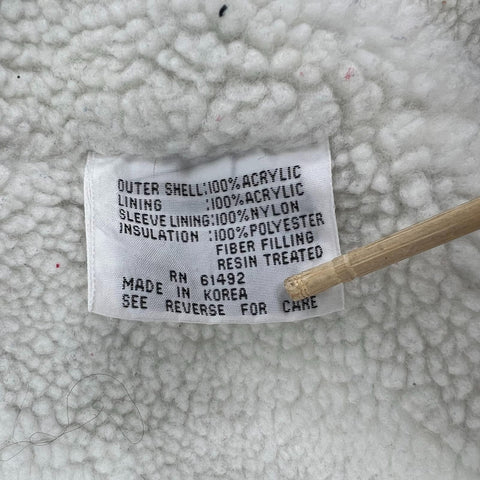 OUTER SHELL:100%ACRYLIC
LINING :100%ACRYLIC
SLEEVE LINING:100%NYLON
INSULATION :100%POLYESTER
FIBER FILLING
RESIN TREATED
RN 61492
MADE IN KOREA
SEE REVERSE FOR CARE